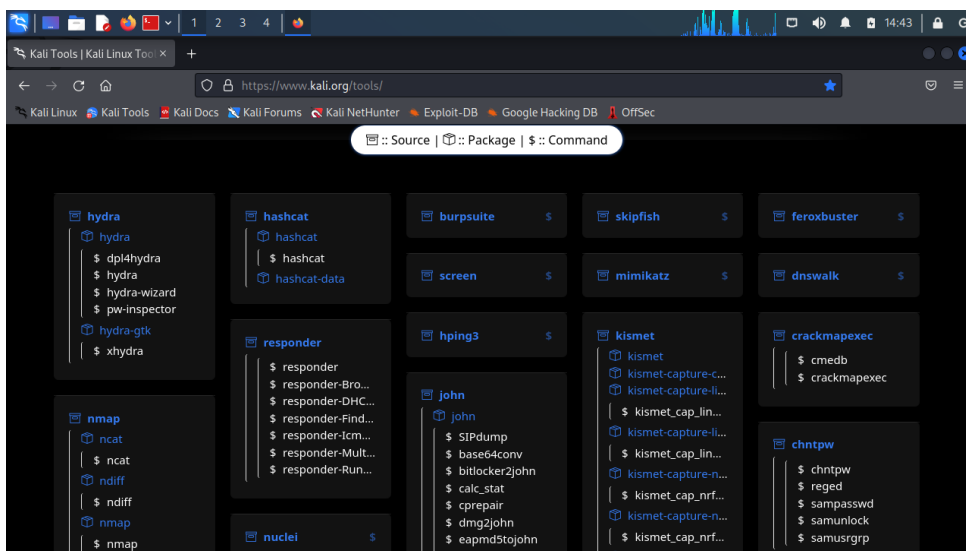 1 2 3 4
14:43
Kali Tools | Kali Linux Tool
https://www.kali.org/tools/
Kali Linux Kali Tools Kali Docs Kali Forums Kali NetHunter Exploit-DB Google Hacking DB OffSec
:: Source | :: Package | $ :: Command
hydra
hydra
$ dpl4hydra
$ hydra
$ hydra-wizard
$ pw-inspector
hydra-gtk
$ xhydra
nmap
ncat
$ ncat
ndiff
$ ndiff
nmap
$ nmap
hashcat
hashcat
$ hashcat
hashcat-data
responder
$ responder
$ responder-Bro...
$ responder-DHC...
$ responder-Find...
$ responder-Icm...
$ responder-Mult...
$ responder-Run...
nuclei $
burpsuite $
screen $
hping3 $
john
john
$ SIPdump
$ base64conv
$ bitlocker2john
$ calc_stat
$ cprepair
$ dmg2john
$ eapmd5tojohn
skipfish $
mimikatz $
kismet
kismet
kismet-capture-c...
kismet-capture-li...
$ kismet_cap_lin...
kismet-capture-li...
$ kismet_cap_lin...
kismet-capture-n...
$ kismet_cap_nrf...
kismet-capture-n...
$ kismet_cap_nrf...
feroxbuster $
dnswalk $
crackmapexec
$ cmedb
$ crackmapexec
chntpw
$ chntpw
$ reged
$ sampasswd
$ samunlock
$ samusrgrp